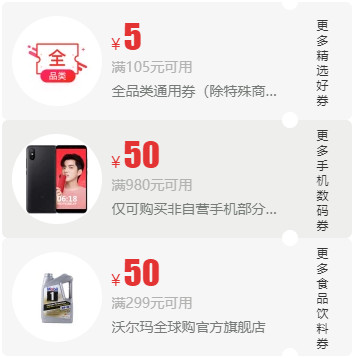 全
品类
¥ 5
满105元可用
全品类通用券（除特殊商...
更多精选好券
06:18
¥ 50
满980元可用
仅可购买非自营手机部分...
更多手机数码券
¥ 50
满299元可用
沃尔玛全球购官方旗舰店
更多食品饮料券